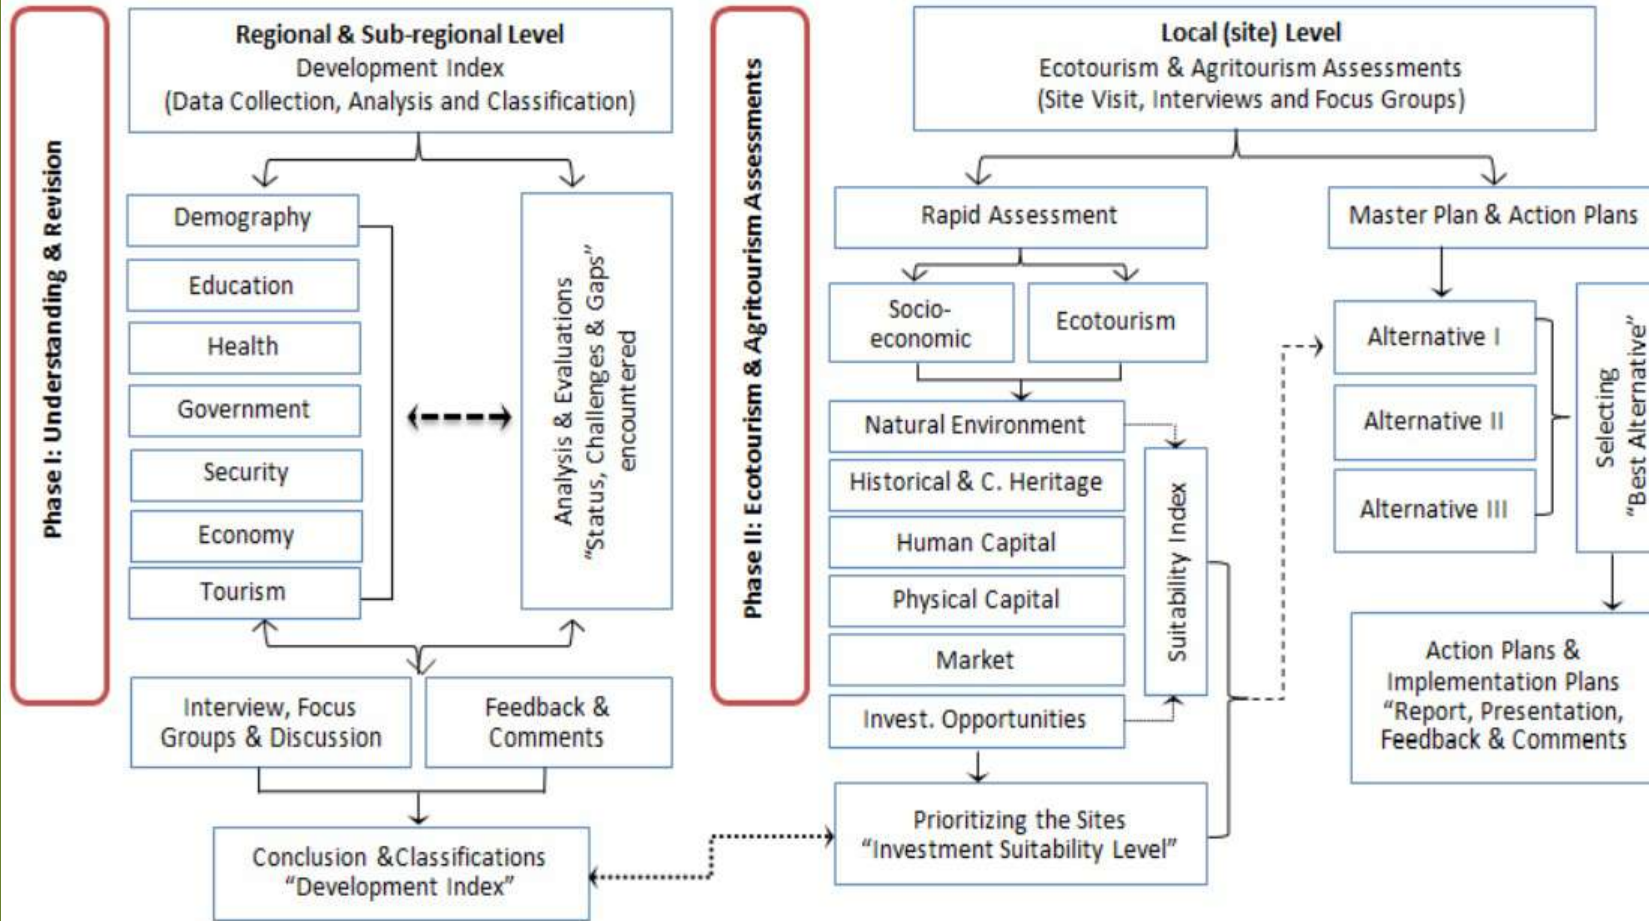 Phase I: Understanding & Revision
Regional & Sub-regional Level
Development Index
(Data Collection, Analysis and Classification)
Demography
Education
Health
Government
Security
Economy
Tourism
Analysis & Evaluations
"Status, Challenges & Gaps"
encountered
Interview, Focus
Groups & Discussion
Feedback &
Comments
Conclusion &Classifications
"Development Index"
Phase II: Ecotourism & Agritourism Assessments
Local (site) Level
Ecotourism & Agritourism Assessments
(Site Visit, Interviews and Focus Groups)
Rapid Assessment
Socio-
economic
Ecotourism
Natural Environment
Historical & C. Heritage
Human Capital
Physical Capital
Market
Invest. Opportunities
Suitability Index
Prioritizing the Sites
"Investment Suitability Level"
Master Plan & Action Plans
Alternative I
Alternative II
Alternative III
Selecting
"Best Alternative"
Action Plans &
Implementation Plans
"Report, Presentation,
Feedback & Comments